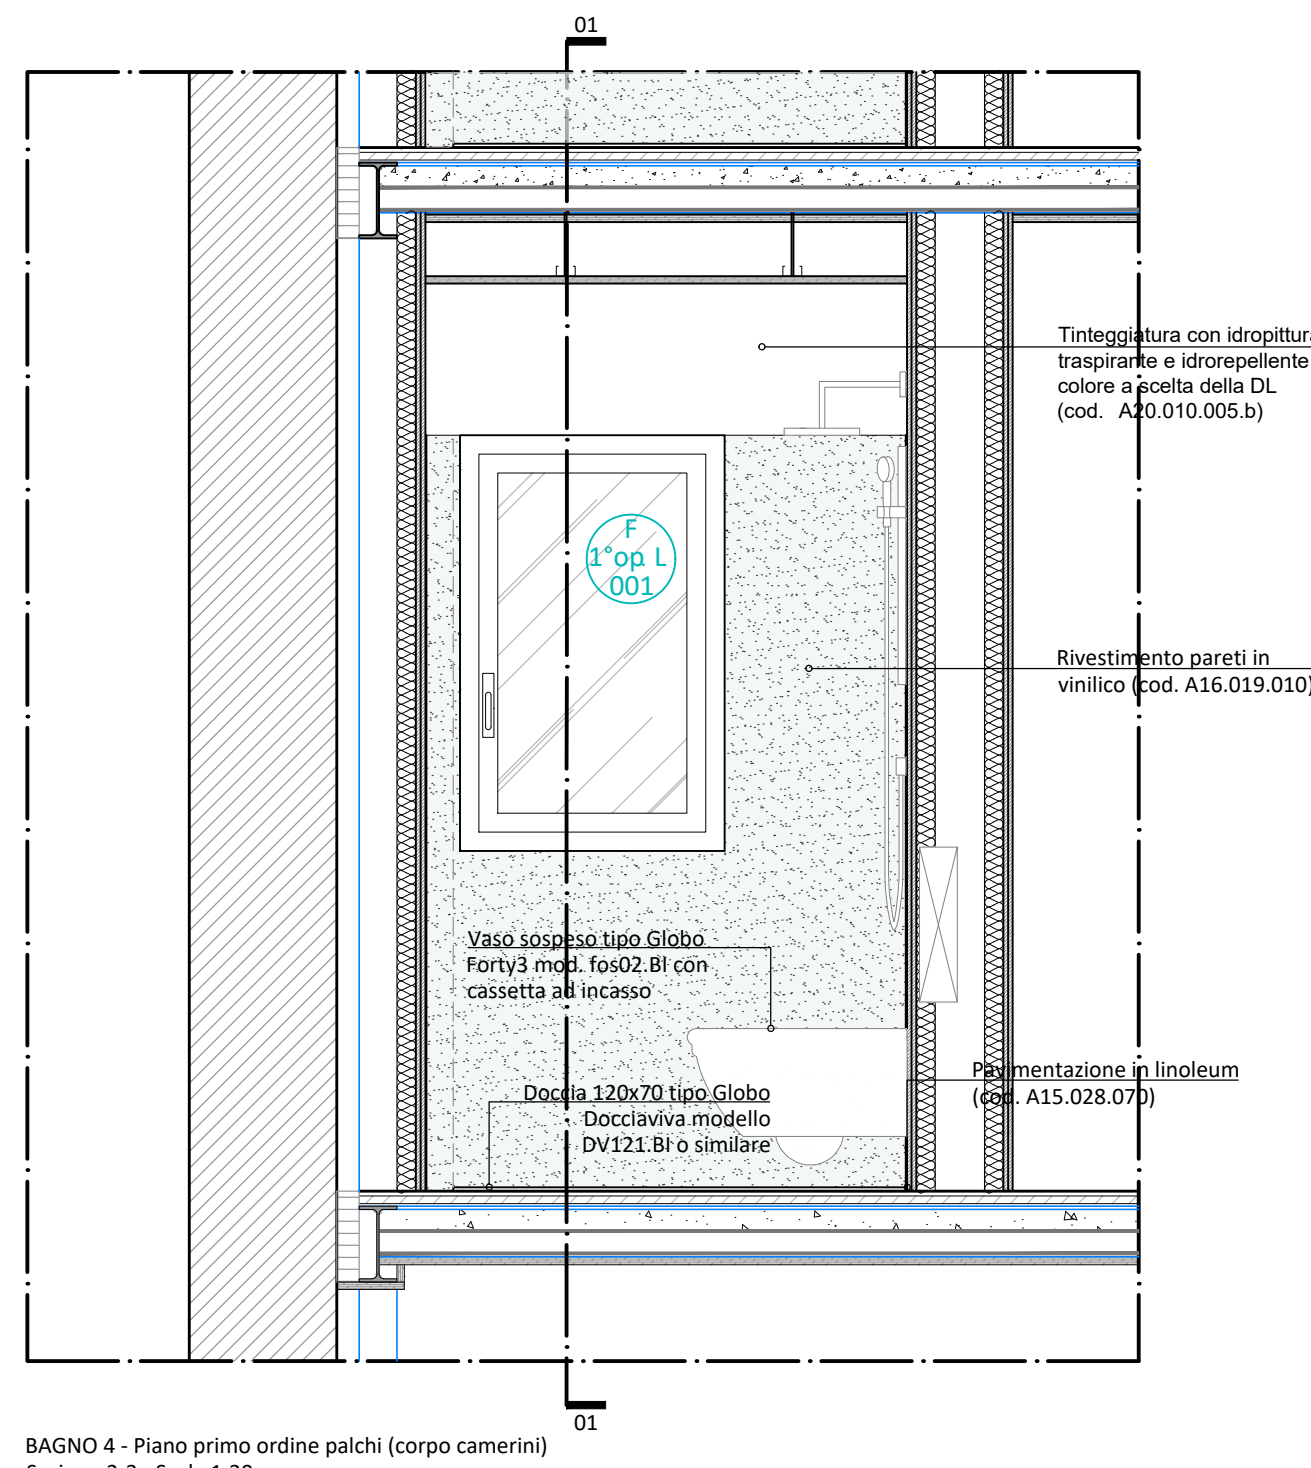 01
Tinteggiatura con idropittura
traspirante e idrorepellente
colore a scelta della DL
(cod. A20.010.005.b)
F
1°op. L
001
Rivestimento pareti in
vinilico (cod. A16.019.010)
Vaso sospeso tipo Globo
Forty3 mod. fos02.BI con
cassetta ad incasso
Pavimentazione in linoleum
(cod. A15.028.070)
Doccia 120x70 tipo Globo
Docciaviva modello
DV121.BI o similare
01
BAGNO 4 - Piano primo ordine palchi (corpo camerini)